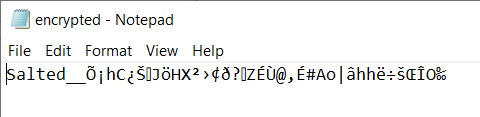 encrypted - Notepad
File Edit Format View Help
Salted__Õ¡hC¿Š▯JöHX²›¢ð?▯ZÉÙ@,É#Ao|âhhë÷šŒÎO‰